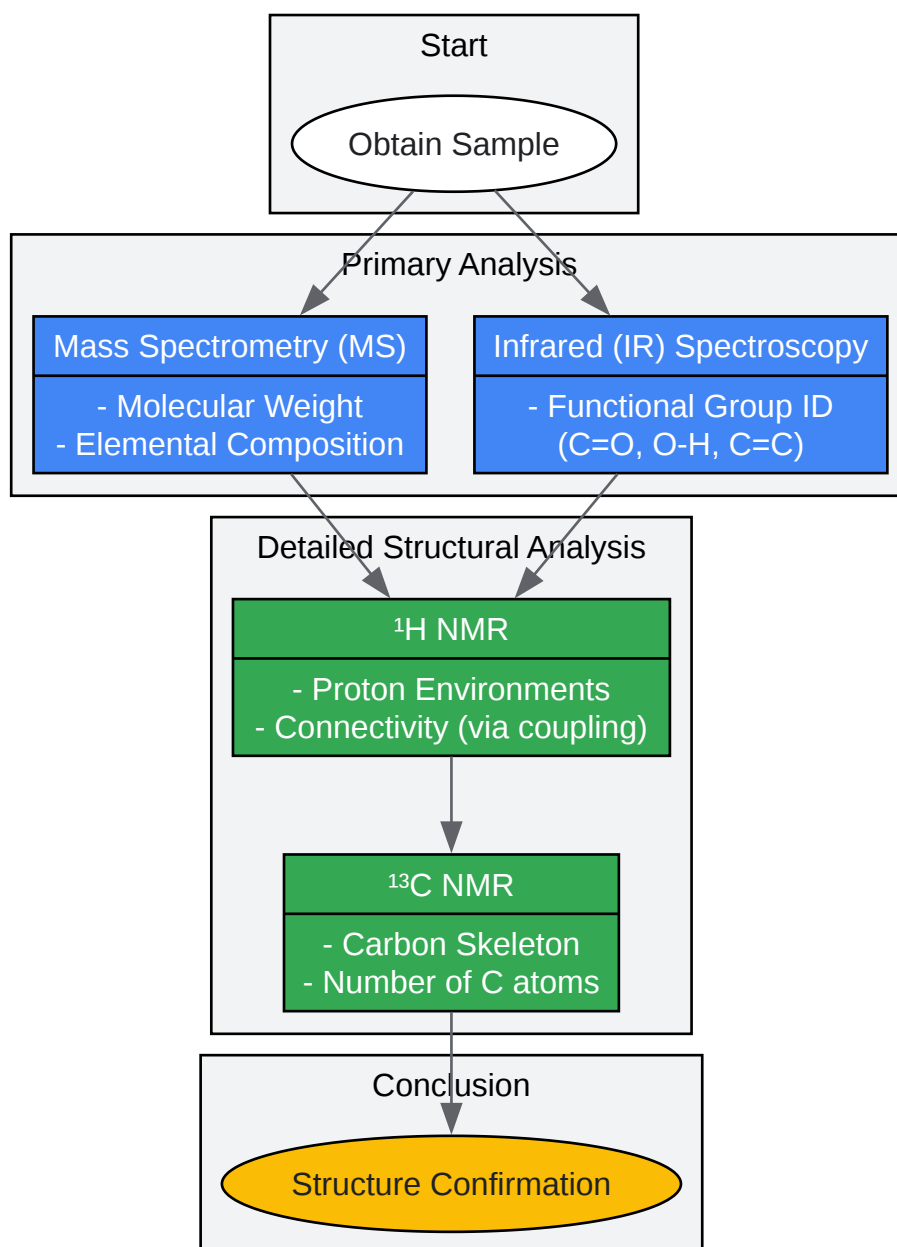 Start
Obtain Sample
Primary Analysis
Mass Spectrometry (MS)
- Molecular Weight
- Elemental Composition
Infrared (IR) Spectroscopy
- Functional Group ID
(C=O, O-H, C=C)
Detailed Structural Analysis
¹H NMR
- Proton Environments
- Connectivity (via coupling)
¹³C NMR
- Carbon Skeleton
- Number of C atoms
Conclusion
Structure Confirmation